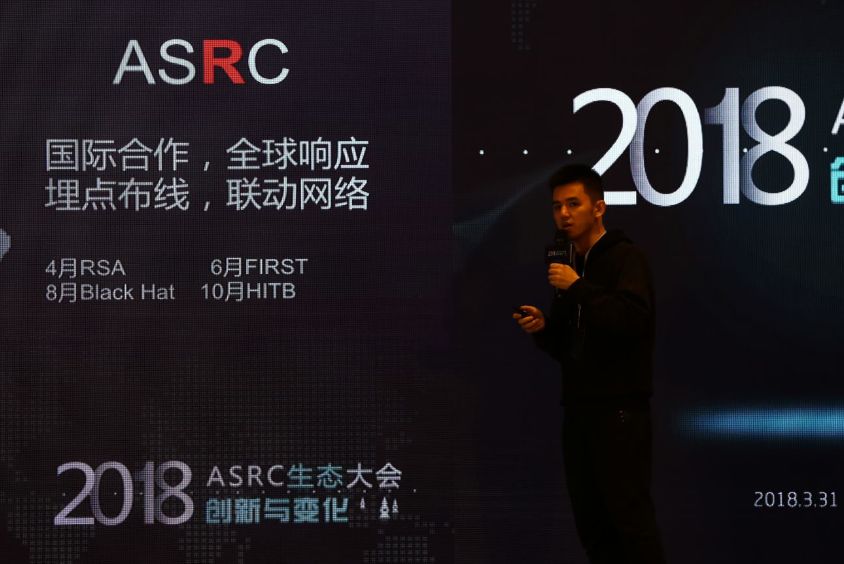 ASRC
国际合作，全球响应
埋点布线，联动网络
4月RSA 6月FIRST
8月Black Hat 10月HITB
2018 ASRC生态大会
创新与变化
2018
2018
2018.3.31